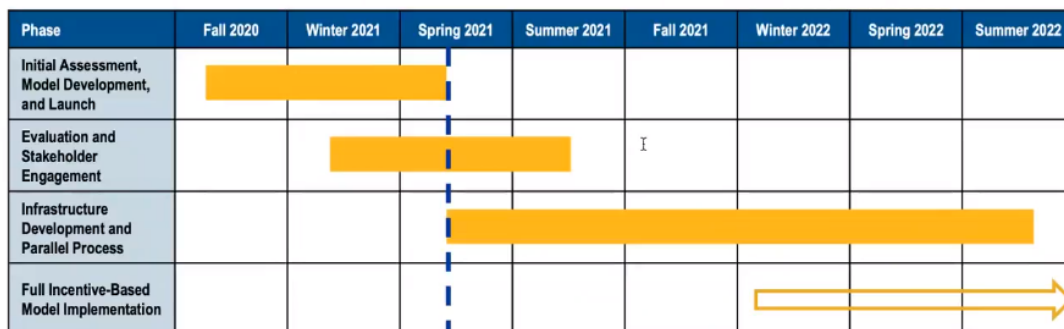 Phase Fall 2020 Winter 2021 Spring 2021 Summer 2021 Fall 2021 Winter 2022 Spring 2022 Summer 2022
Initial Assessment,
Model Development,
and Launch
Evaluation and
Stakeholder
Engagement
Infrastructure
Development and
Parallel Process
Full Incentive-Based
Model Implementation